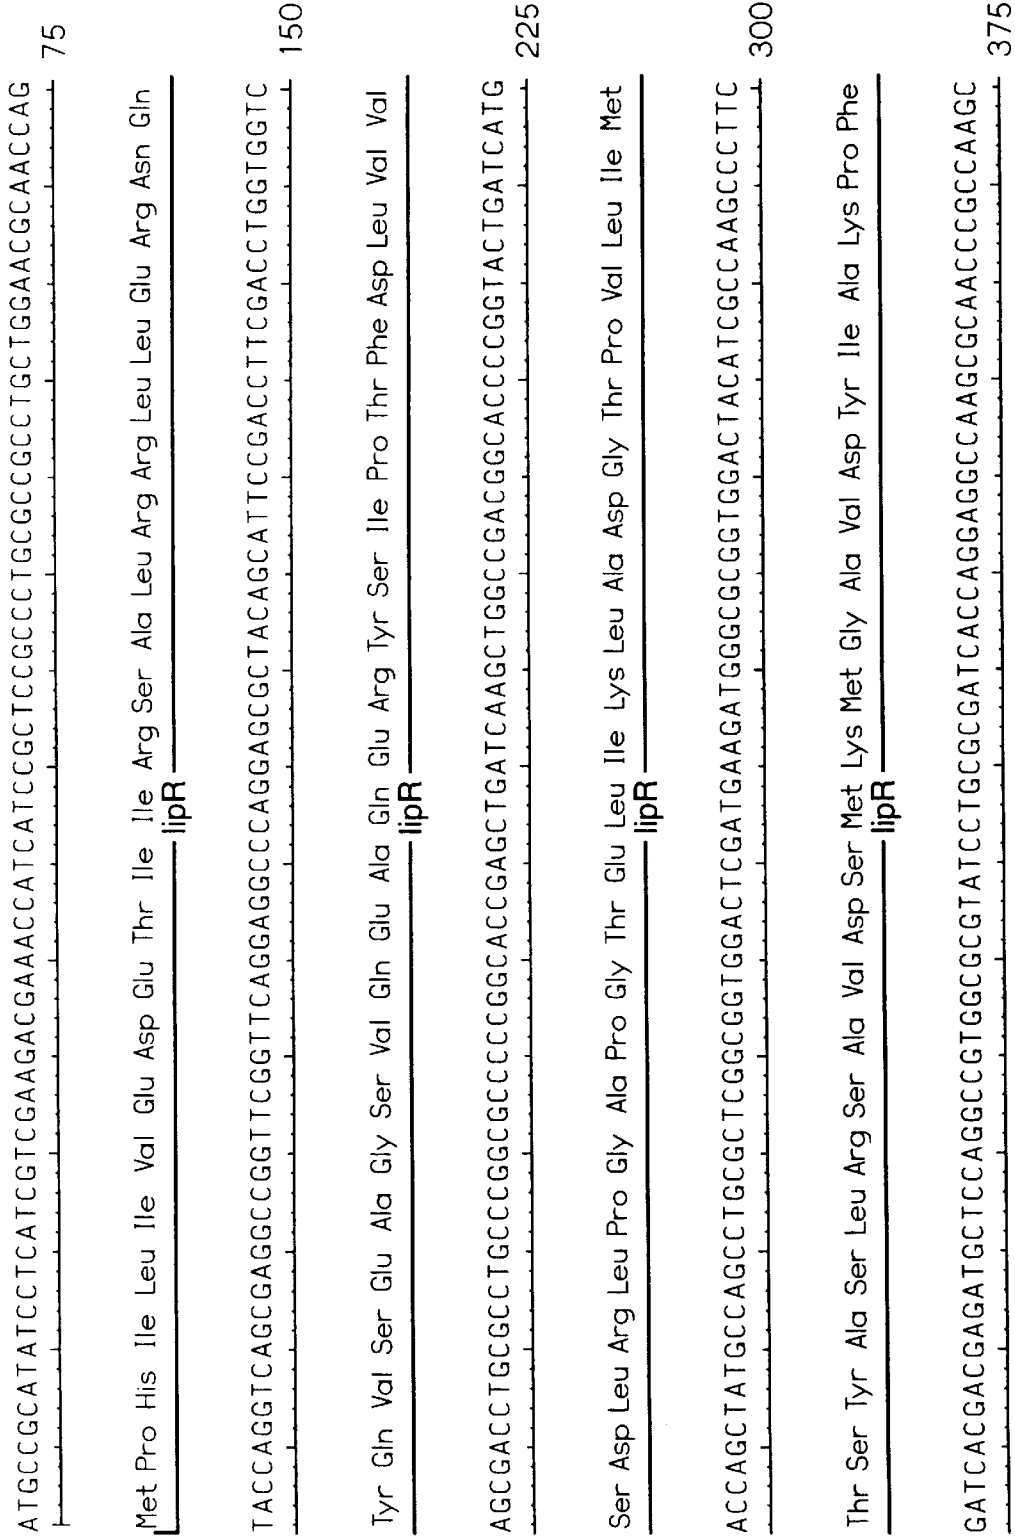 ATGCCGCATATCCTCATCGTCGAAGACGAAACCATCATCCGCTCCGCCCTGCGCCGCCTGCTGGAACGCAACCAG
75
Met Pro His Ile Leu Ile Val Glu Asp Glu Thr Ile Ile Arg Ser Ala Leu Arg Arg Leu Leu Glu Arg Asn Gln
lipR
TACCAGGTCAGCGAGGCCGGTTCGGTTCAGGAGGCCCAGGAGCGCTACAGCATTCCGACCTTCGACCTGGTGGTC
150
Tyr Gln Val Ser Glu Ala Gly Ser Val Gln Glu Ala Gln Glu Arg Tyr Ser Ile Pro Thr Phe Asp Leu Val Val
lipR
AGCGACCTGCGCCTGCCCGGCGCCCCCGGCACCGAGCTGATCAAGCTGGCCGACGGCACCCCGGTACTGATCATG
225
Ser Asp Leu Arg Leu Pro Gly Ala Pro Gly Thr Glu Leu Ile Lys Leu Ala Asp Gly Thr Pro Val Leu Ile Met
lipR
ACCAGCTATGCCAGCCTGCGCTCGGCGGTGGACTCGATGAAGATGGGCGCGGTGGACTACATCGCCAAGCCCTTC
300
Thr Ser Tyr Ala Ser Leu Arg Ser Ala Val Asp Ser Met Lys Met Gly Ala Val Asp Tyr Ile Ala Lys Pro Phe
lipR
GATCACGACGAGATGCTCCAGGCCGTGGCGCGTATCCTGCGCGATCACCAGGAGGCCAAGCGCAACCCGCCAAGC
375